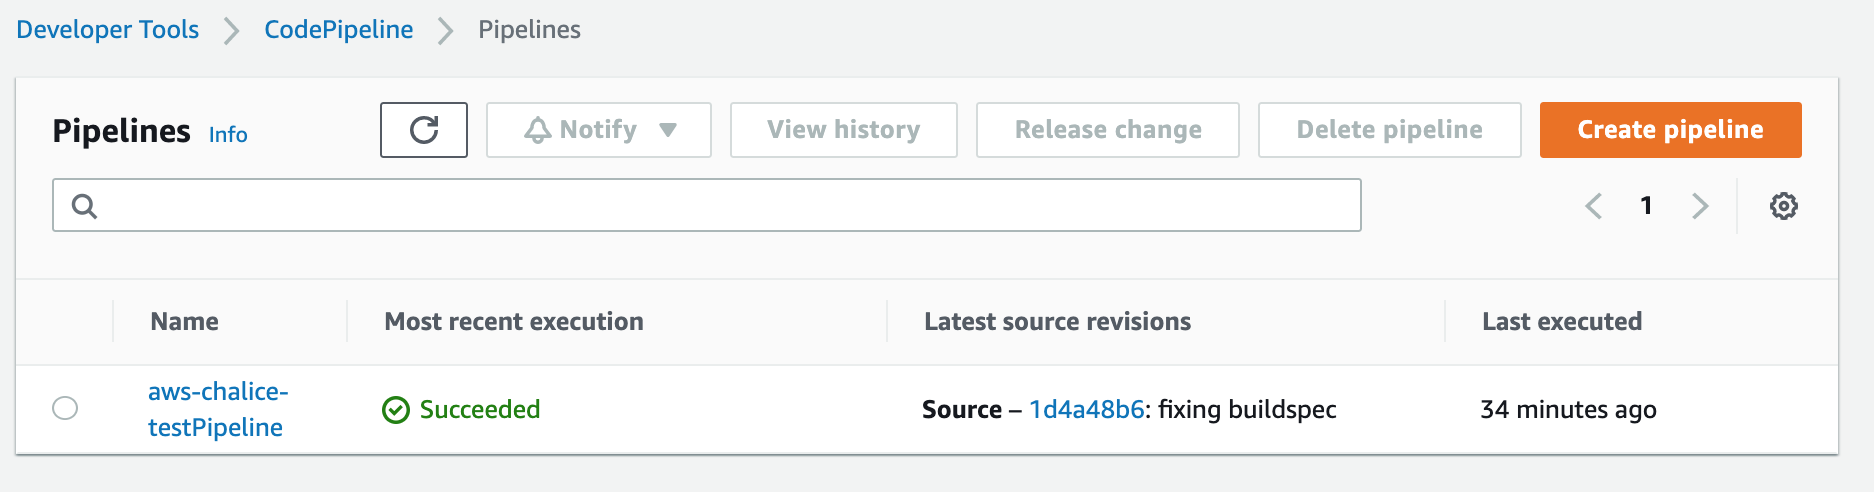 Developer Tools > CodePipeline > Pipelines
Pipelines Info Notify View history Release change Delete pipeline Create pipeline
1
Name Most recent execution Latest source revisions Last executed
aws-chalice-
testPipeline
Succeeded Source – 1d4a48b6: fixing buildspec 34 minutes ago